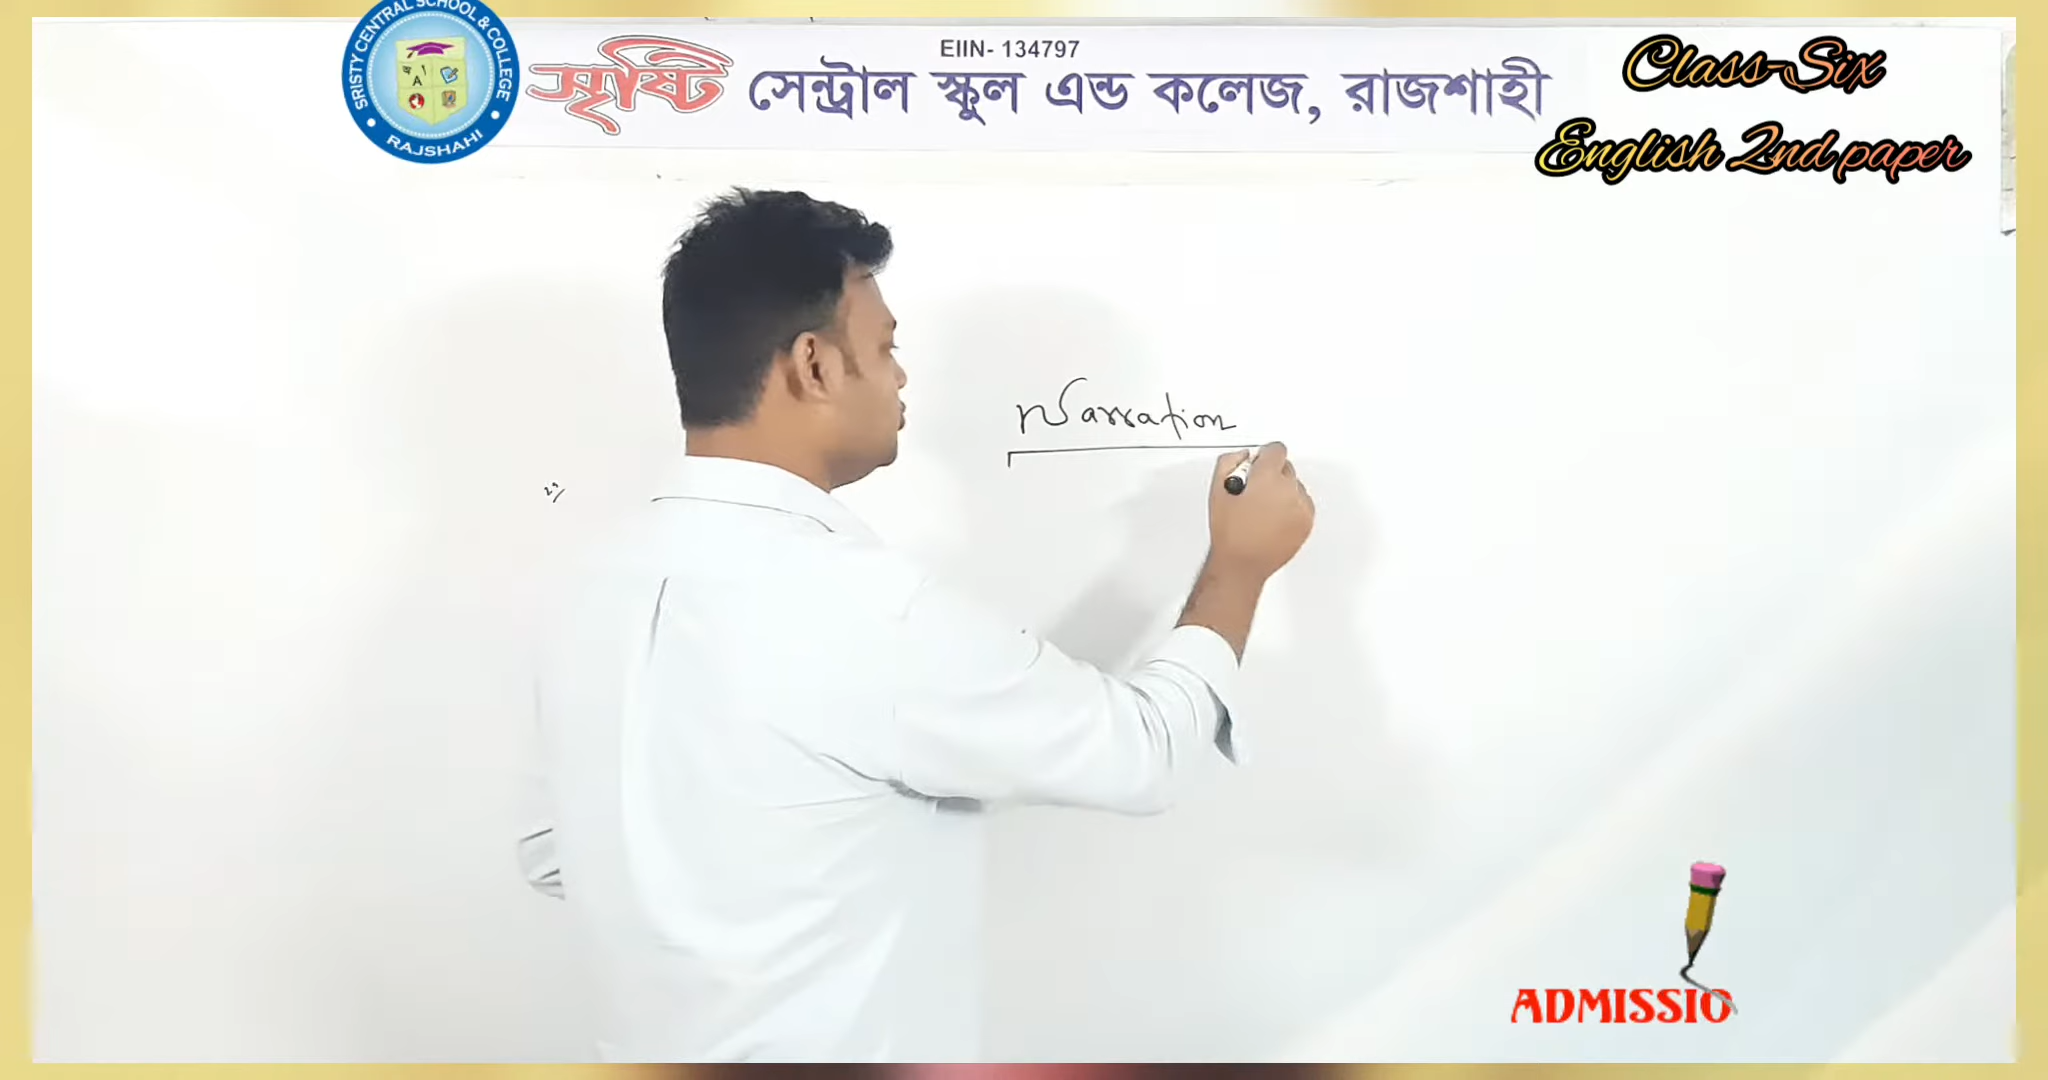 SRISTY CENTRAL SCHOOL & COLLEGE
RAJSHAHI
EIIN- 134797
সৃষ্টি সেন্ট্রাল স্কুল এন্ড কলেজ, রাজশাহী
Class-Six
English 2nd paper
Narration
ADMISSIO